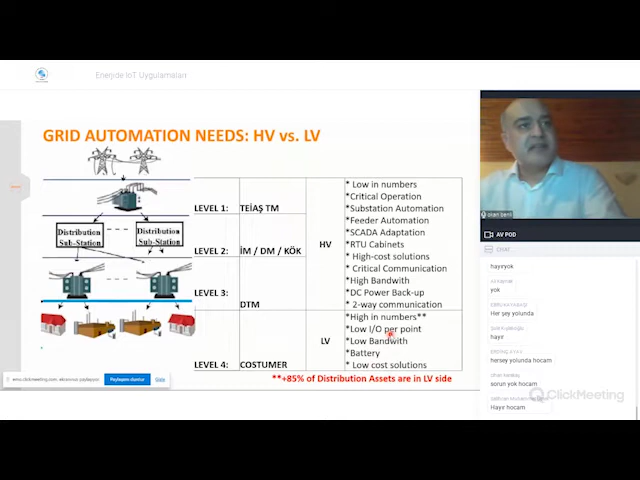 Enerjide IoT Uygulamaları
GRID AUTOMATION NEEDS: HV vs. LV
Distribution
Sub-Station
Distribution
Sub-Station
LEVEL 1: TEİAŞ TM
LEVEL 2: İM / DM / KÖK
LEVEL 3:
DTM
LEVEL 4: COSTUMER
HV
* Low in numbers
*Critical Operation
*Substation Automation
*Feeder Automation
*SCADA Adaptation
*RTU Cabinets
* High-cost solutions
* Critical Communication
*High Bandwith
*DC Power Back-up
* 2-way communication
LV
*High in numbers**
*Low I/O per point
*Low Bandwith
*Battery
* Low cost solutions
**+85% of Distribution Assets are in LV side
Paylaşımı durdur
Gizle
AV POD
CHAT
hayıryok
yok
Her şey yolunda
hayır
hersey yolunda hocam
sorun yok hocam
Hayır hocam
ClickMeeting